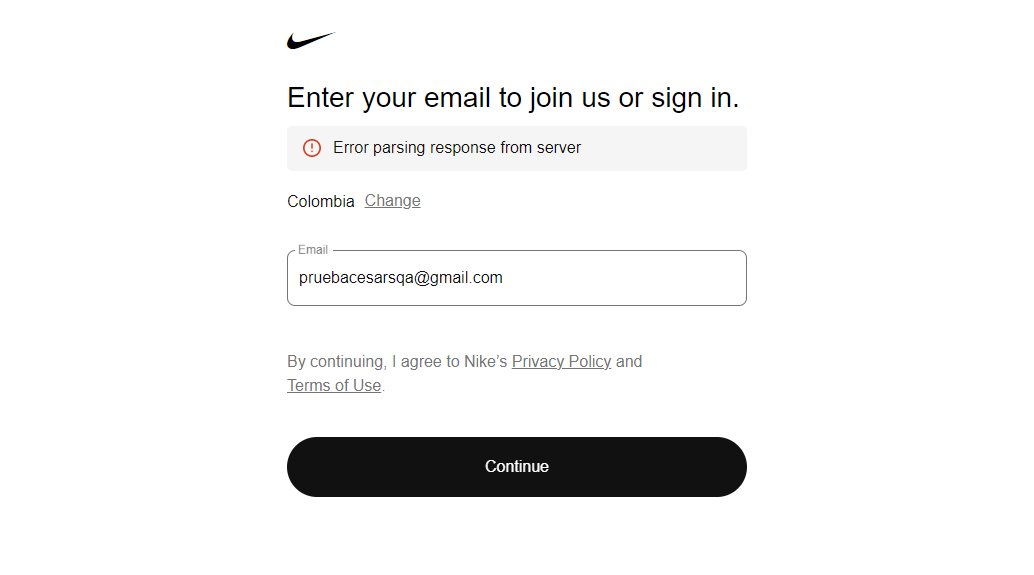 Enter your email to join us or sign in.
Error parsing response from server
Colombia Change
Email
pruebacesarsqa@gmail.com
By continuing, I agree to Nike’s Privacy Policy and
Terms of Use.
Continue